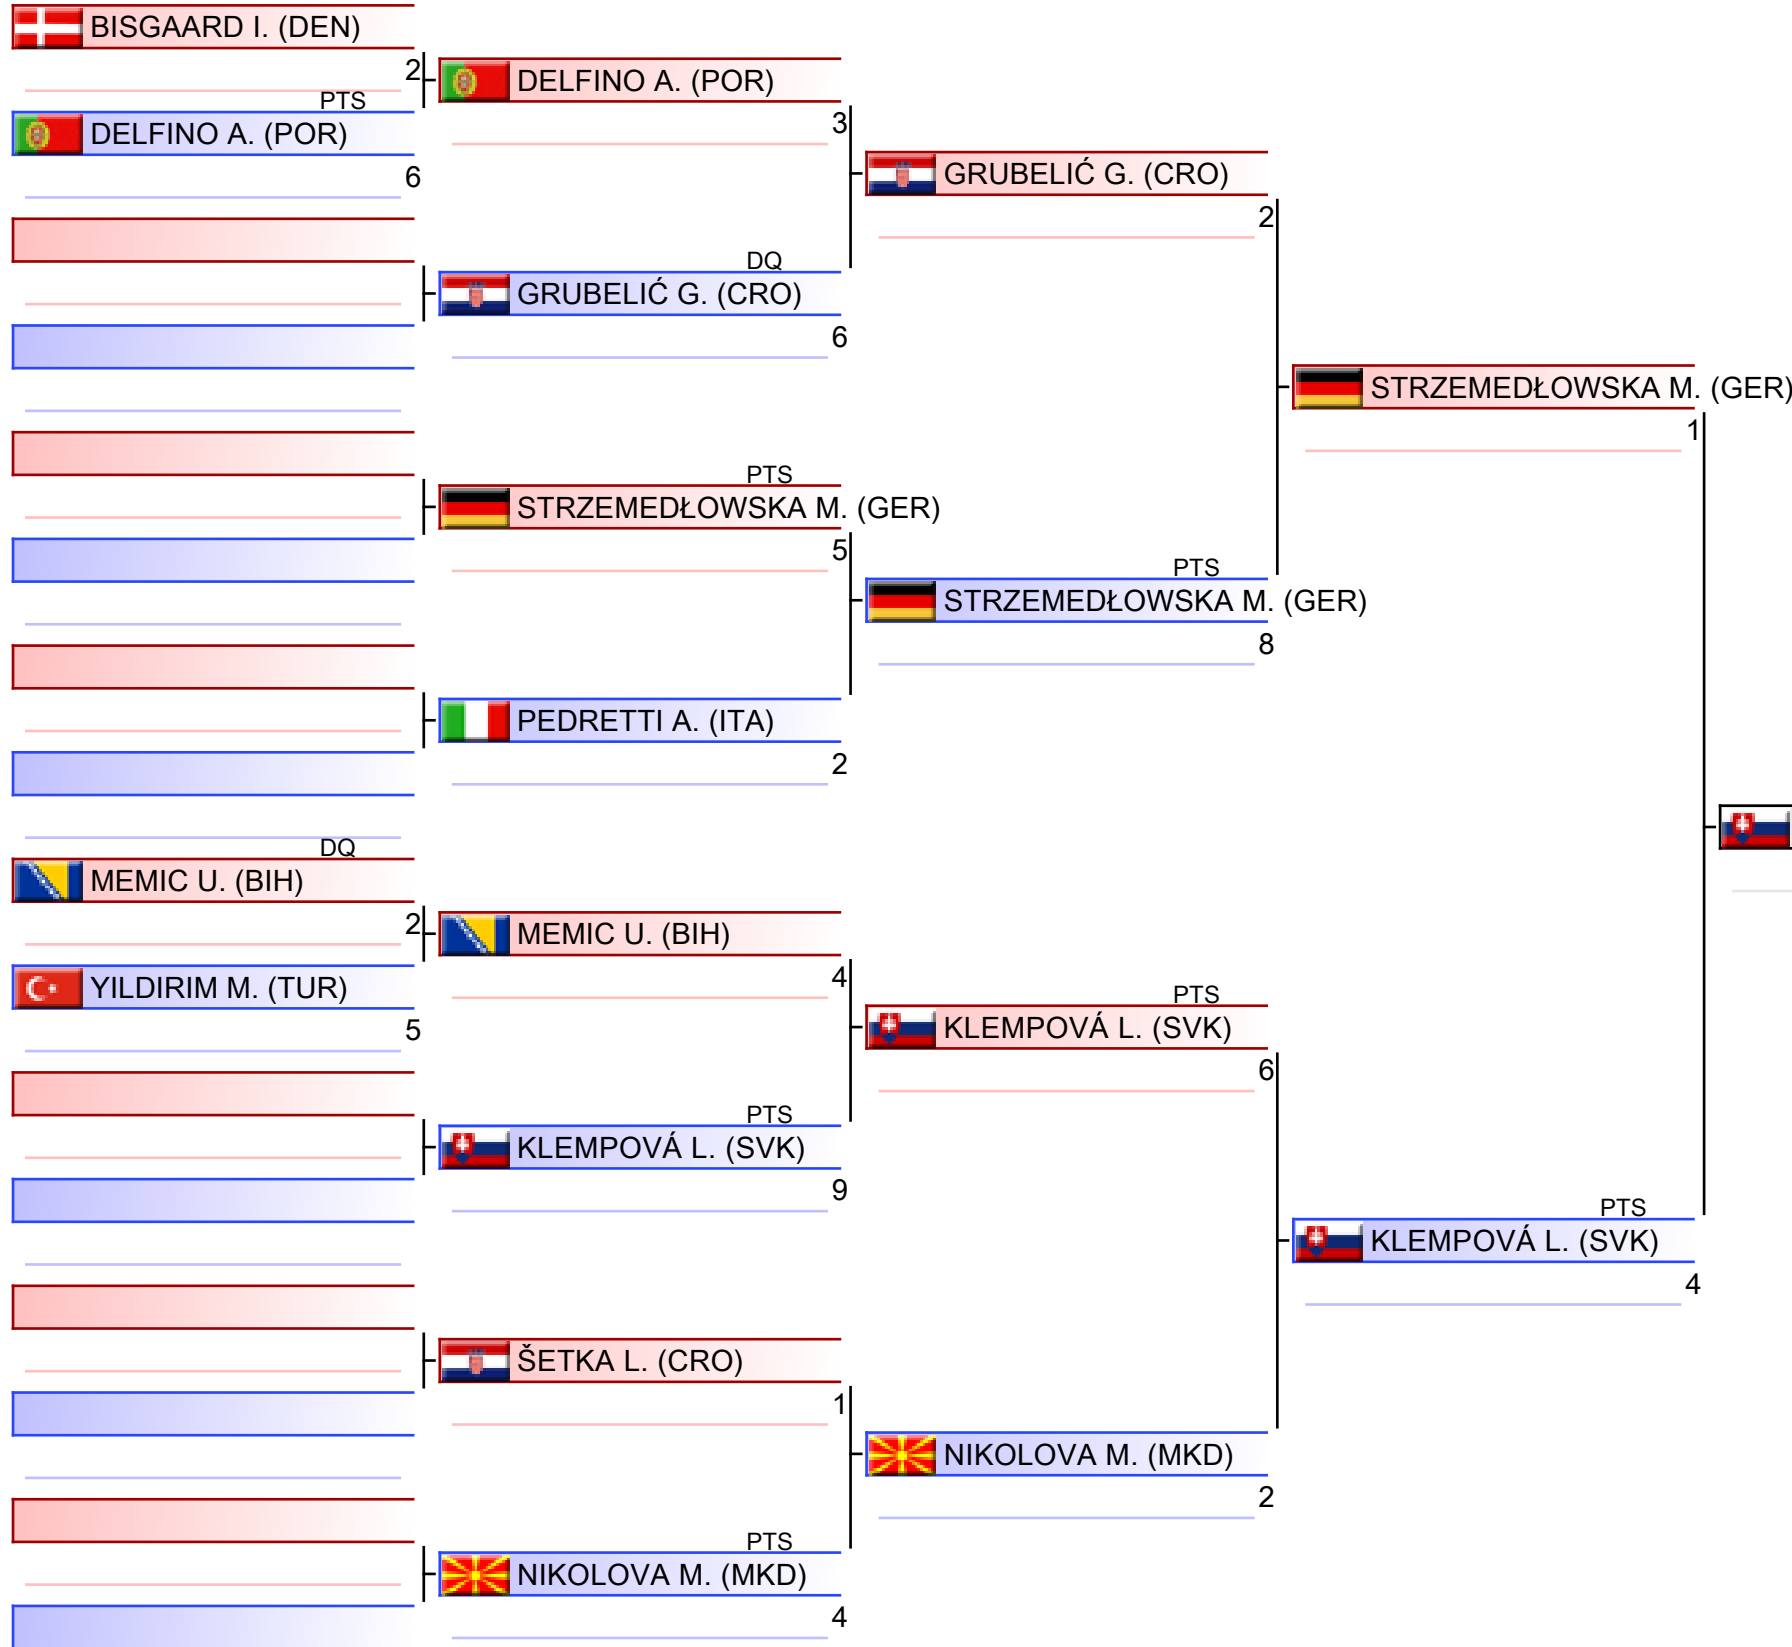 BISGAARD I. (DEN)
2
PTS
DELFINO A. (POR)
6
DQ
MEMIC U. (BIH)
2
YILDIRIM M. (TUR)
5
DELFINO A. (POR)
3
DQ
GRUBELIĆ G. (CRO)
6
PTS
STRZEMEDŁOWSKA M. (GER)
5
PEDRETTI A. (ITA)
2
MEMIC U. (BIH)
4
PTS
KLEMPOVÁ L. (SVK)
9
ŠETKA L. (CRO)
1
PTS
NIKOLOVA M. (MKD)
4
GRUBELIĆ G. (CRO)
2
PTS
STRZEMEDŁOWSKA M. (GER)
8
PTS
KLEMPOVÁ L. (SVK)
6
NIKOLOVA M. (MKD)
2
STRZEMEDŁOWSKA M. (GER)
1
PTS
KLEMPOVÁ L. (SVK)
4